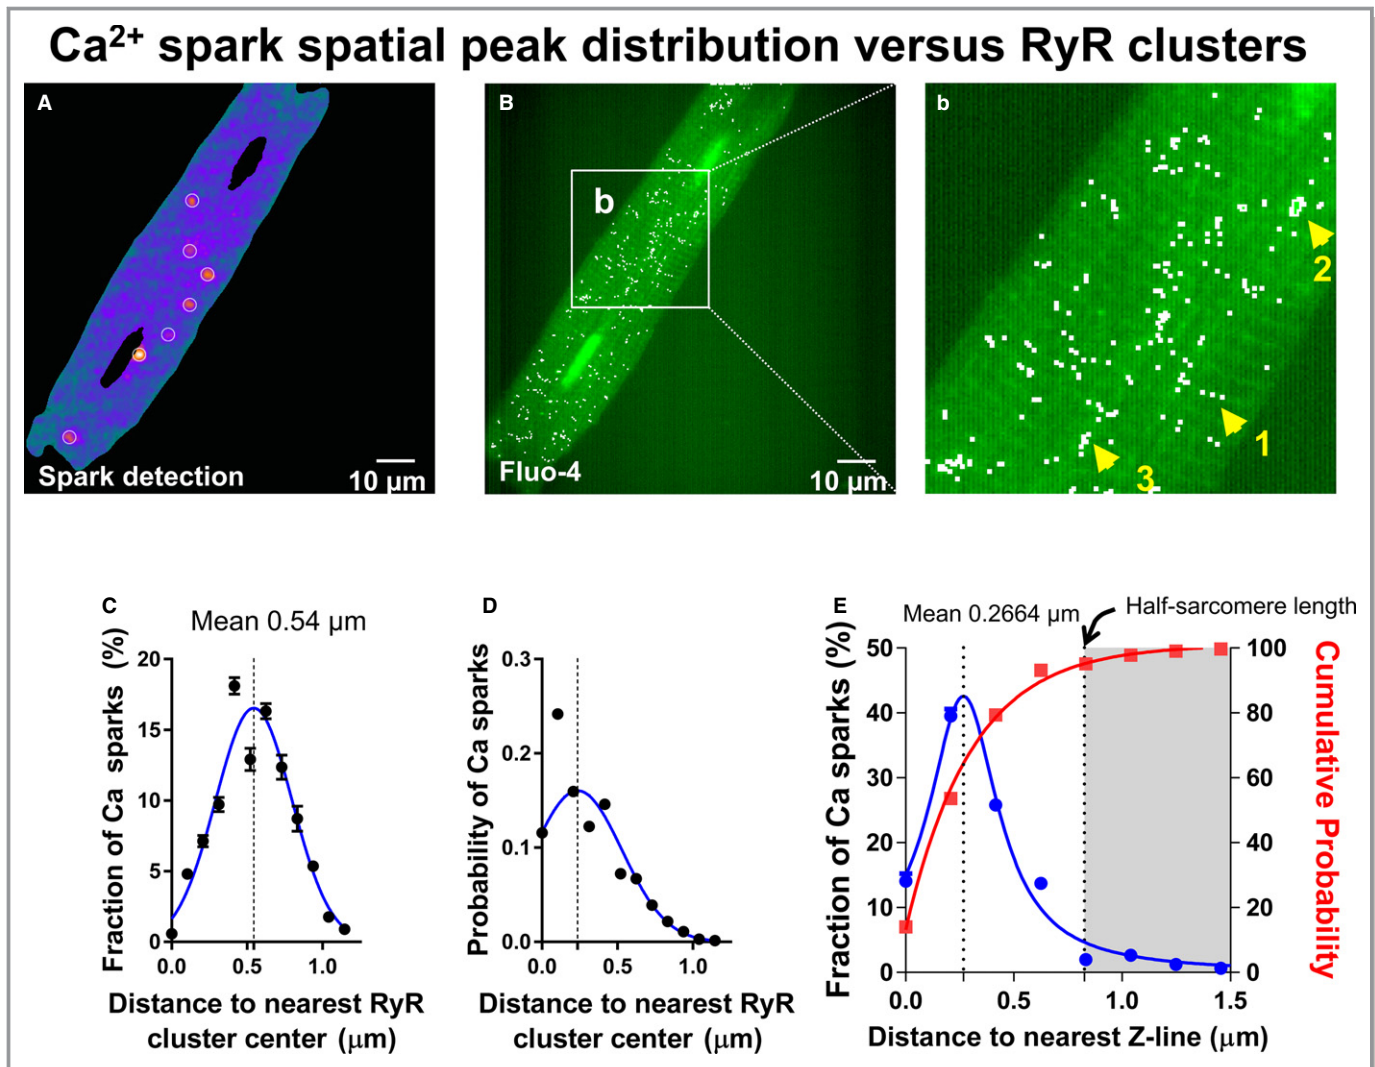 Ca²⁺ spark spatial peak distribution versus RyR clusters
A
Spark detection
10 μm
B
b
Fluo-4
10 μm
b
2
1
3
C
Mean 0.54 μm
Fraction of Ca sparks (%)
20
15
10
5
0
0.0 0.5 1.0
Distance to nearest RyR
cluster center (μm)
D
Probability of Ca sparks
0.3
0.2
0.1
0.0
0.0 0.5 1.0
Distance to nearest RyR
cluster center (μm)
E
Mean 0.2664 μm
Half-sarcomere length
Fraction of Ca sparks (%)
50
40
30
20
10
0
100
80
60
40
20
0
Cumulative Probability
0.0 0.5 1.0 1.5
Distance to nearest Z-line (μm)